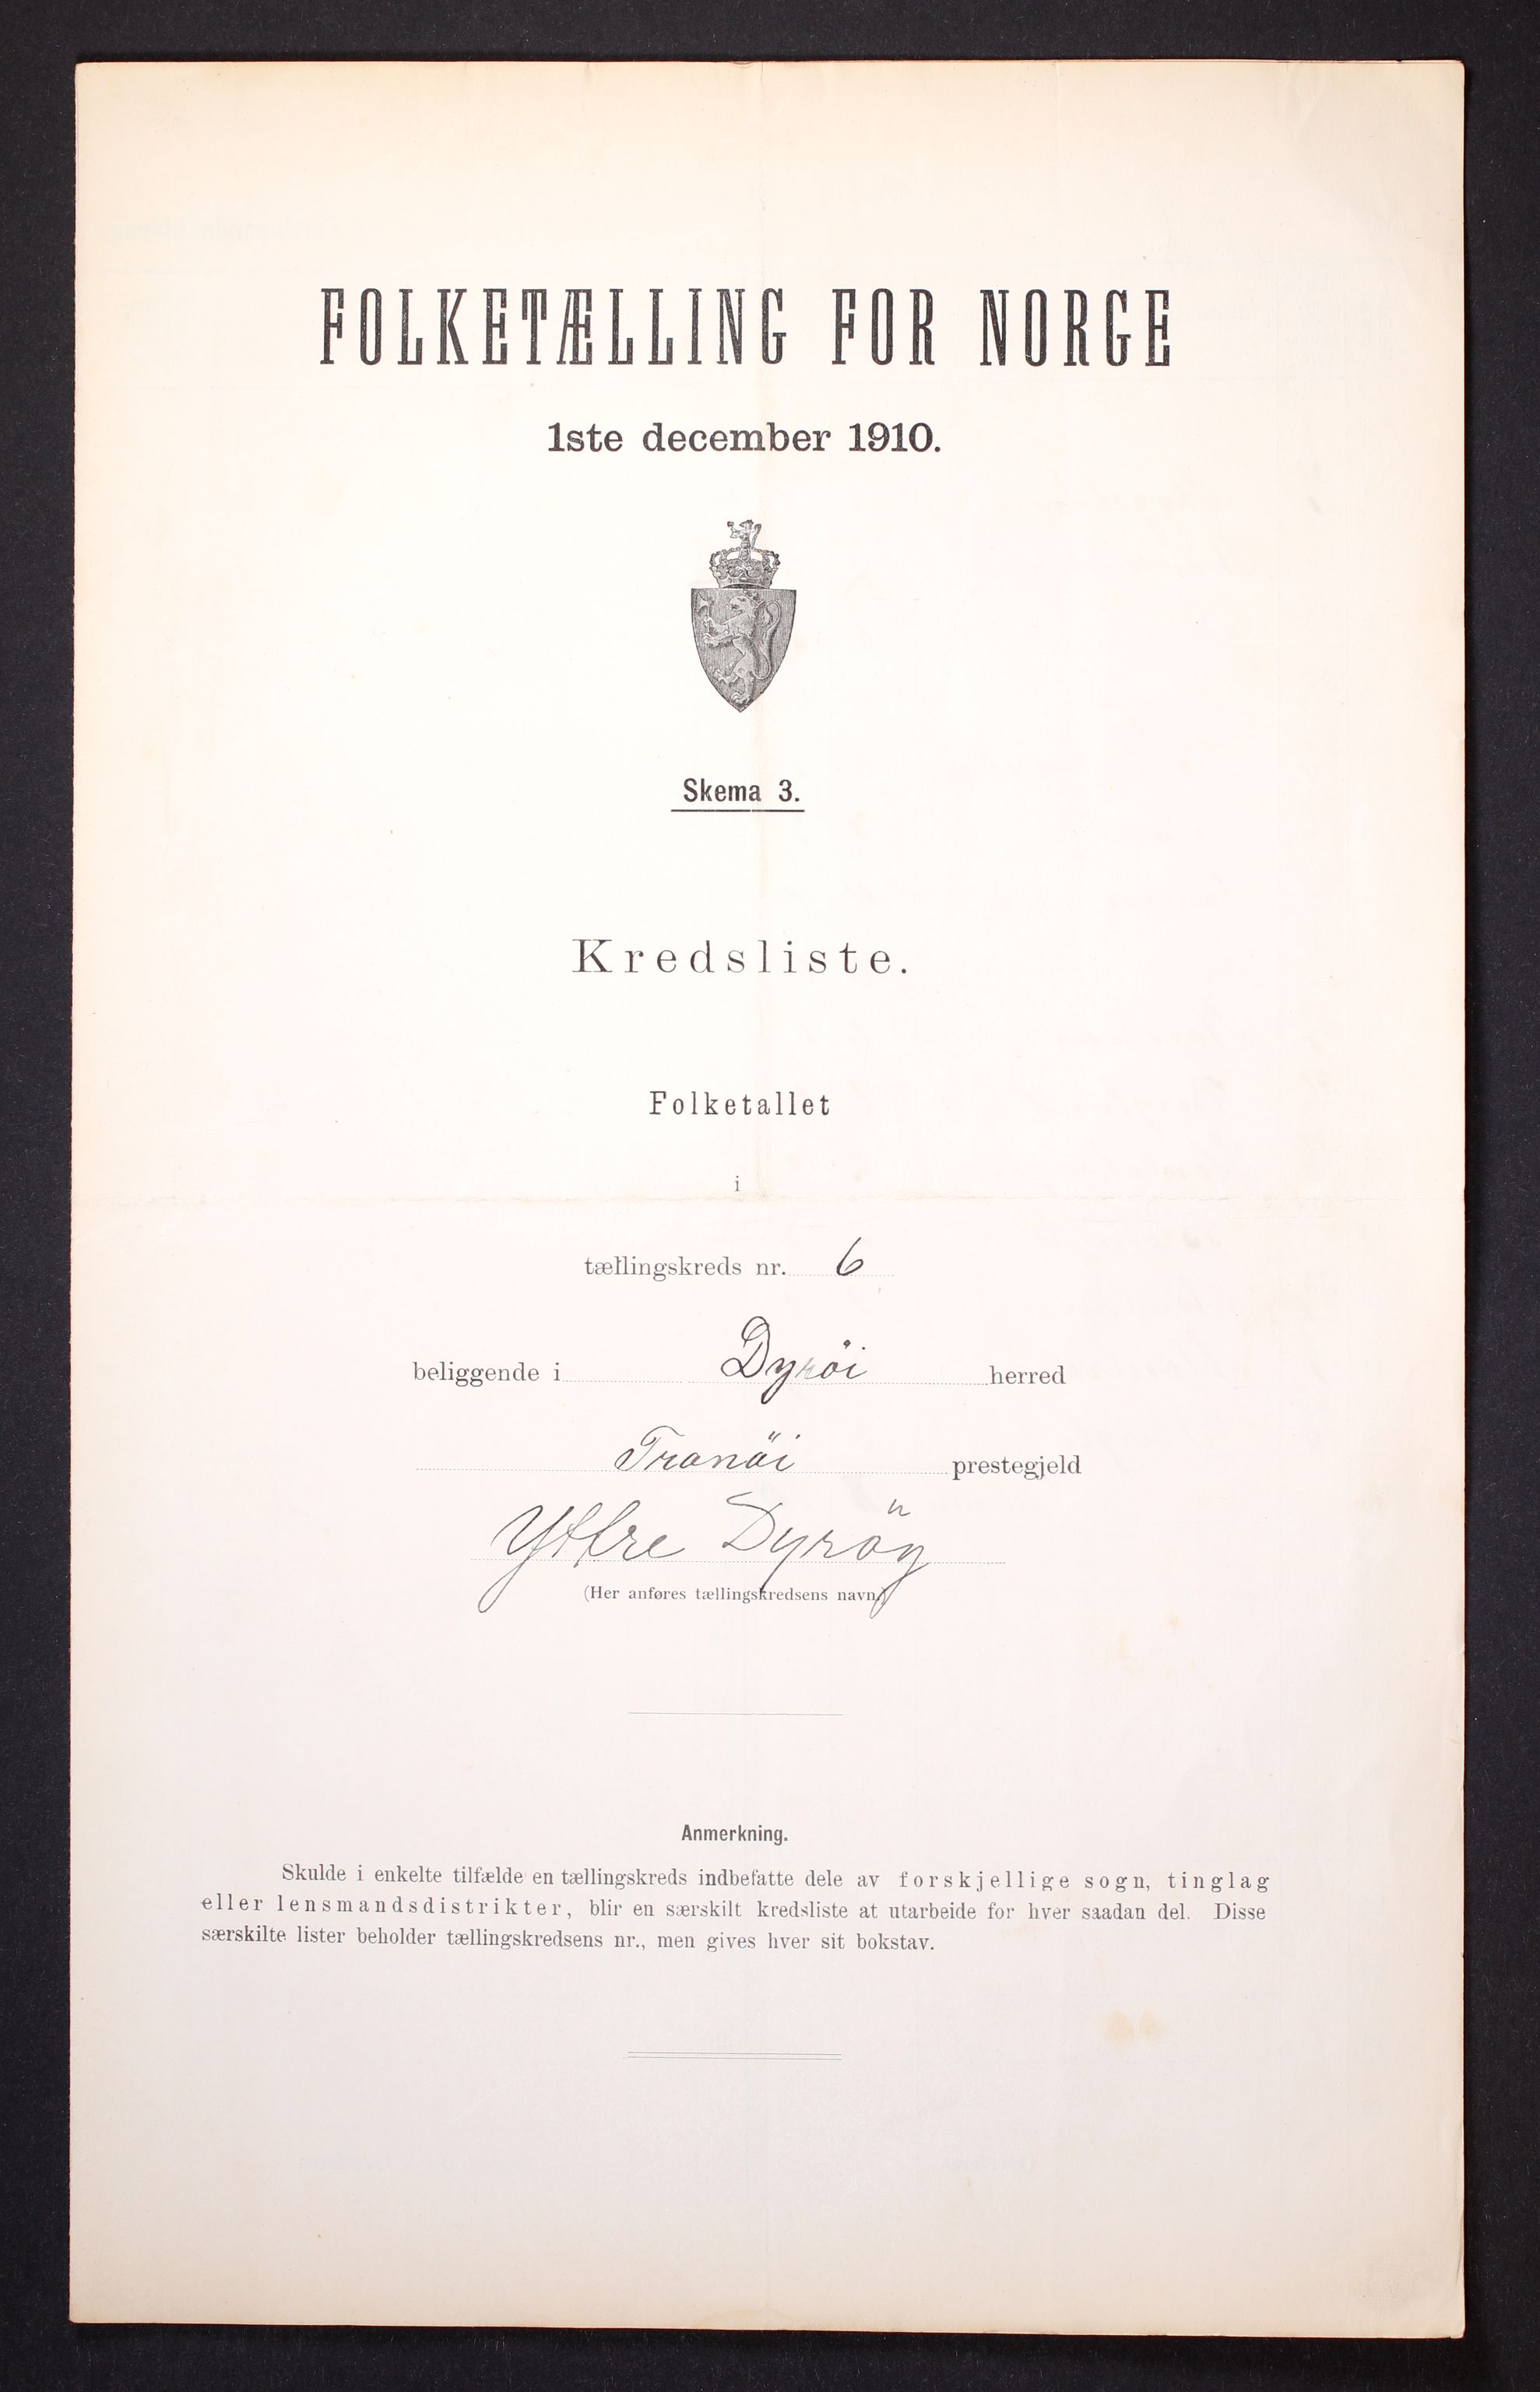 FOLKETÆLLING FOR NORGE
1ste december 1910.
Skema 3.
Kredsliste.
Folketallet
i
tællingskreds nr. 6
beliggende i Dyröi herred
Tranöi prestegjeld
Yttre Dyröy
(Her anføres tællingskredsens navn.)
Anmerkning.
Skulde i enkelte tilfælde en tællingskreds indbefatte dele av forskjellige sogn, tinglag
eller lensmandsdistrikter, blir en særskilt kredsliste at utarbeide for hver saadan del. Disse
særskilte lister beholder tællingskredsens nr., men gives hver sit bokstav.